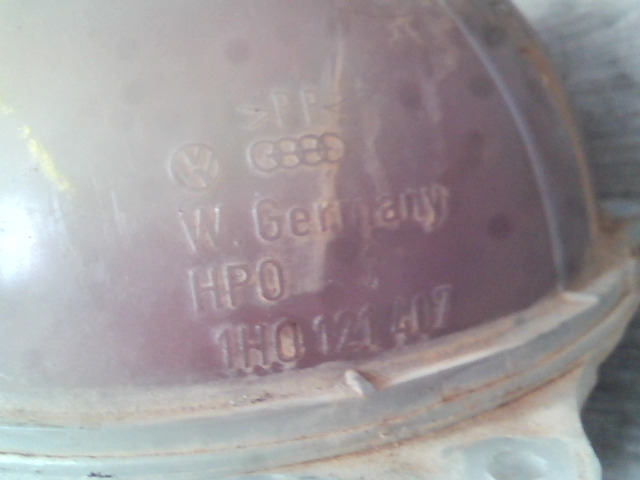 >PP<
W. Germany
HPO
1H0 121 407